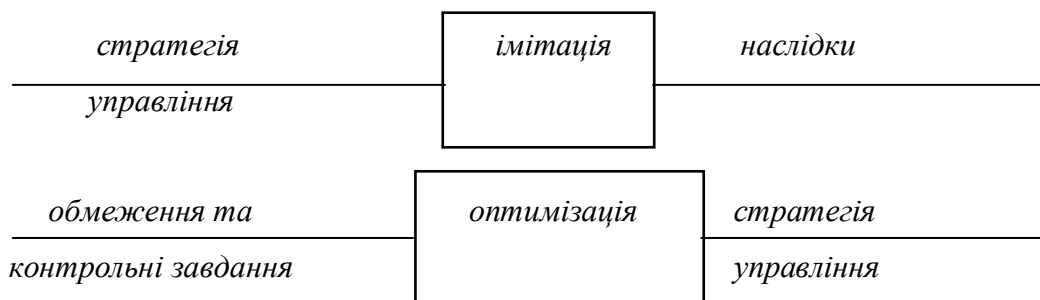 стратегія імітація наслідки
управління
обмеження та оптимізація стратегія
контрольні завдання управління